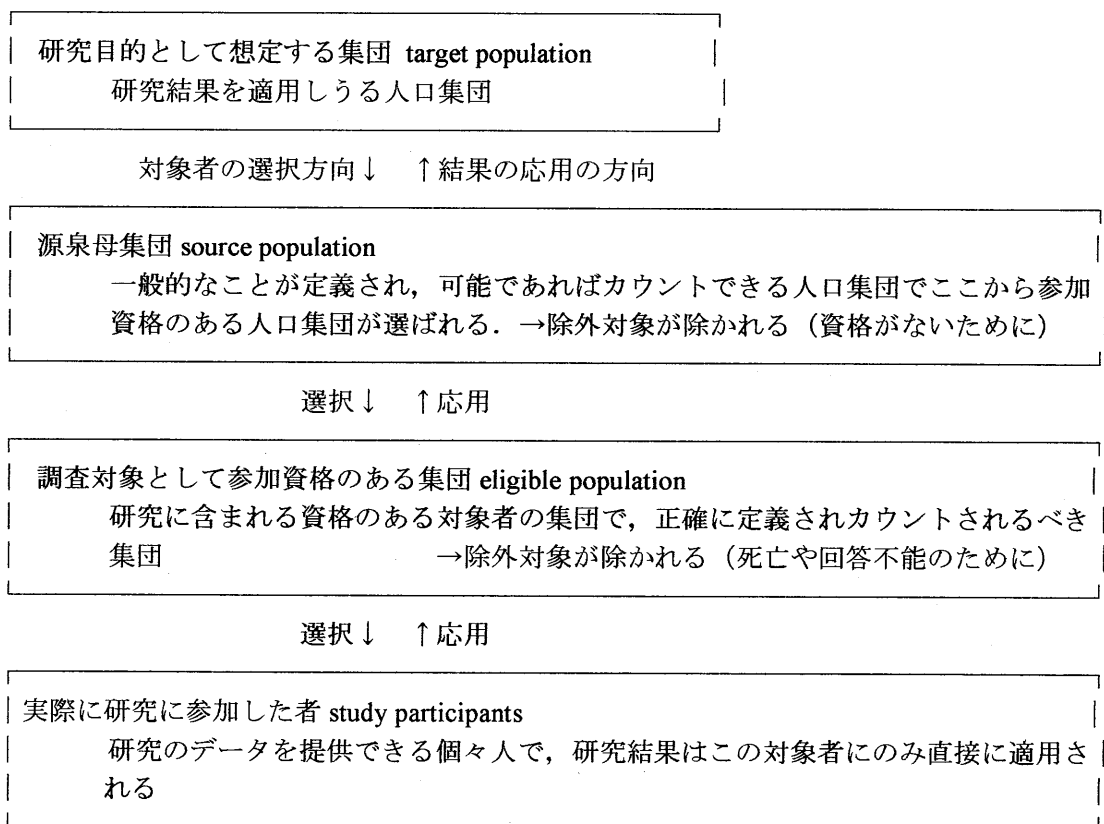 研究目的として想定する集団 target population
研究結果を適用しうる人口集団
対象者の選択方向↓ ↑結果の応用の方向
源泉母集団 source population
一般的なことが定義され，可能であればカウントできる人口集団でここから参加
資格のある人口集団が選ばれる．→除外対象が除かれる（資格がないために）
選択↓ ↑応用
調査対象として参加資格のある集団 eligible population
研究に含まれる資格のある対象者の集団で，正確に定義されカウントされるべき
集団 →除外対象が除かれる（死亡や回答不能のために）
選択↓ ↑応用
実際に研究に参加した者 study participants
研究のデータを提供できる個々人で，研究結果はこの対象者にのみ直接に適用さ
れる